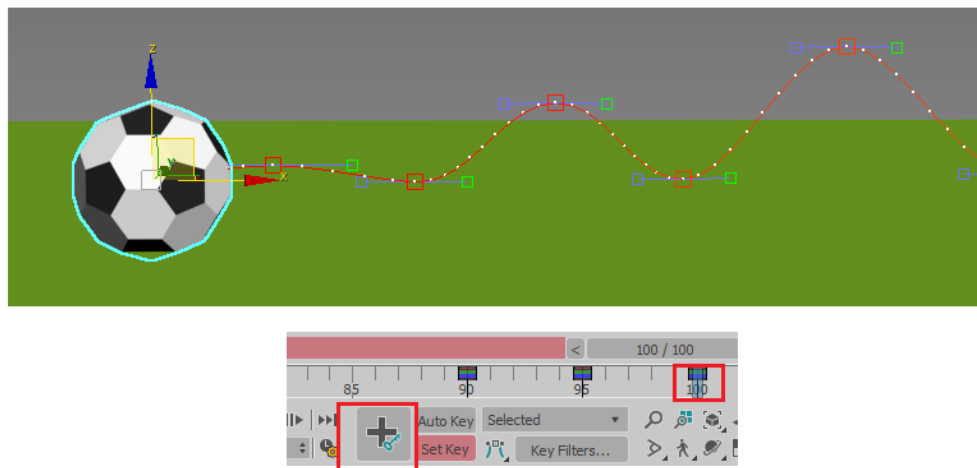 z
y
x
< 100 / 100
85 90 95 100
Auto Key Selected
Set Key Key Filters...